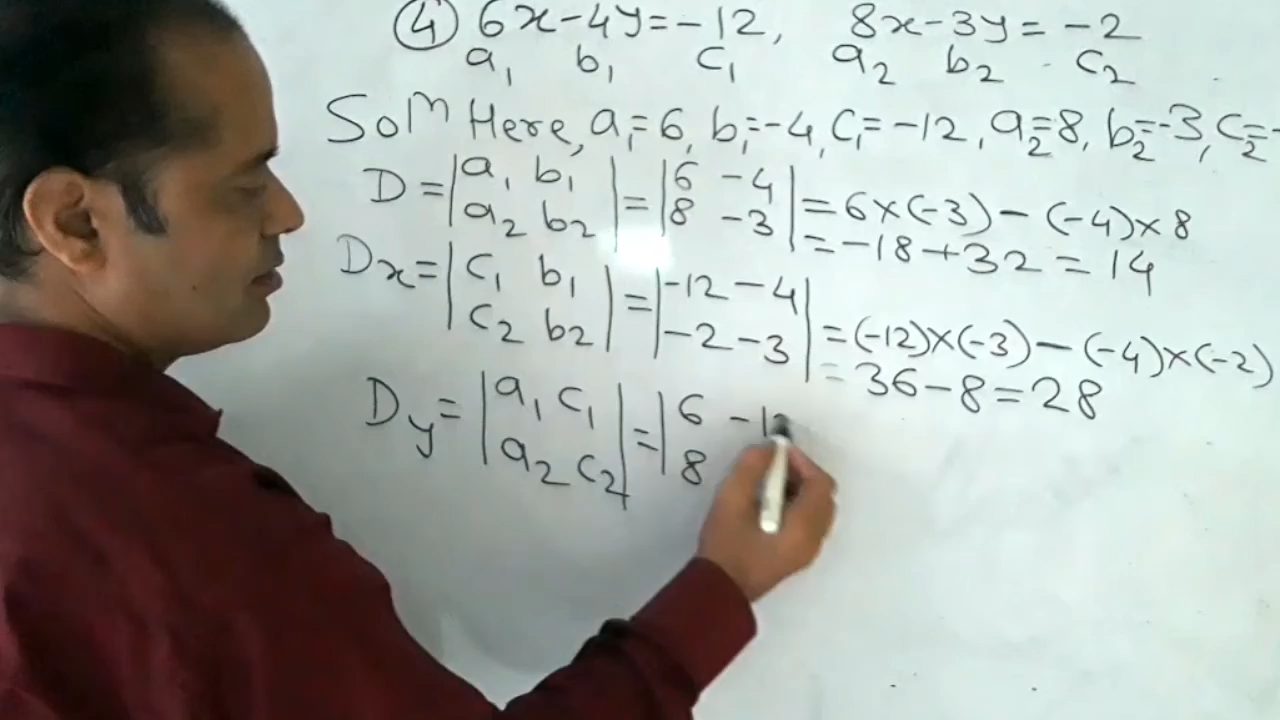 ④ 6x-4y=-12, 8x-3y=-2
a₁ b₁ c₁ a₂ b₂ c₂
Solⁿ Here, a₁=6, b₁=-4, c₁=-12, a₂=8, b₂=-3, c₂=-
D = |a₁ b₁| = |6 -4| = 6×(-3) - (-4)×8
|a₂ b₂| |8 -3| = -18+32 = 14
Dx = |c₁ b₁| = |-12 -4|
|c₂ b₂| |-2 -3| = (-12)×(-3) - (-4)×(-2)
= 36-8=28
Dy = |a₁ c₁| = |6 -1
|a₂ c₂| |8